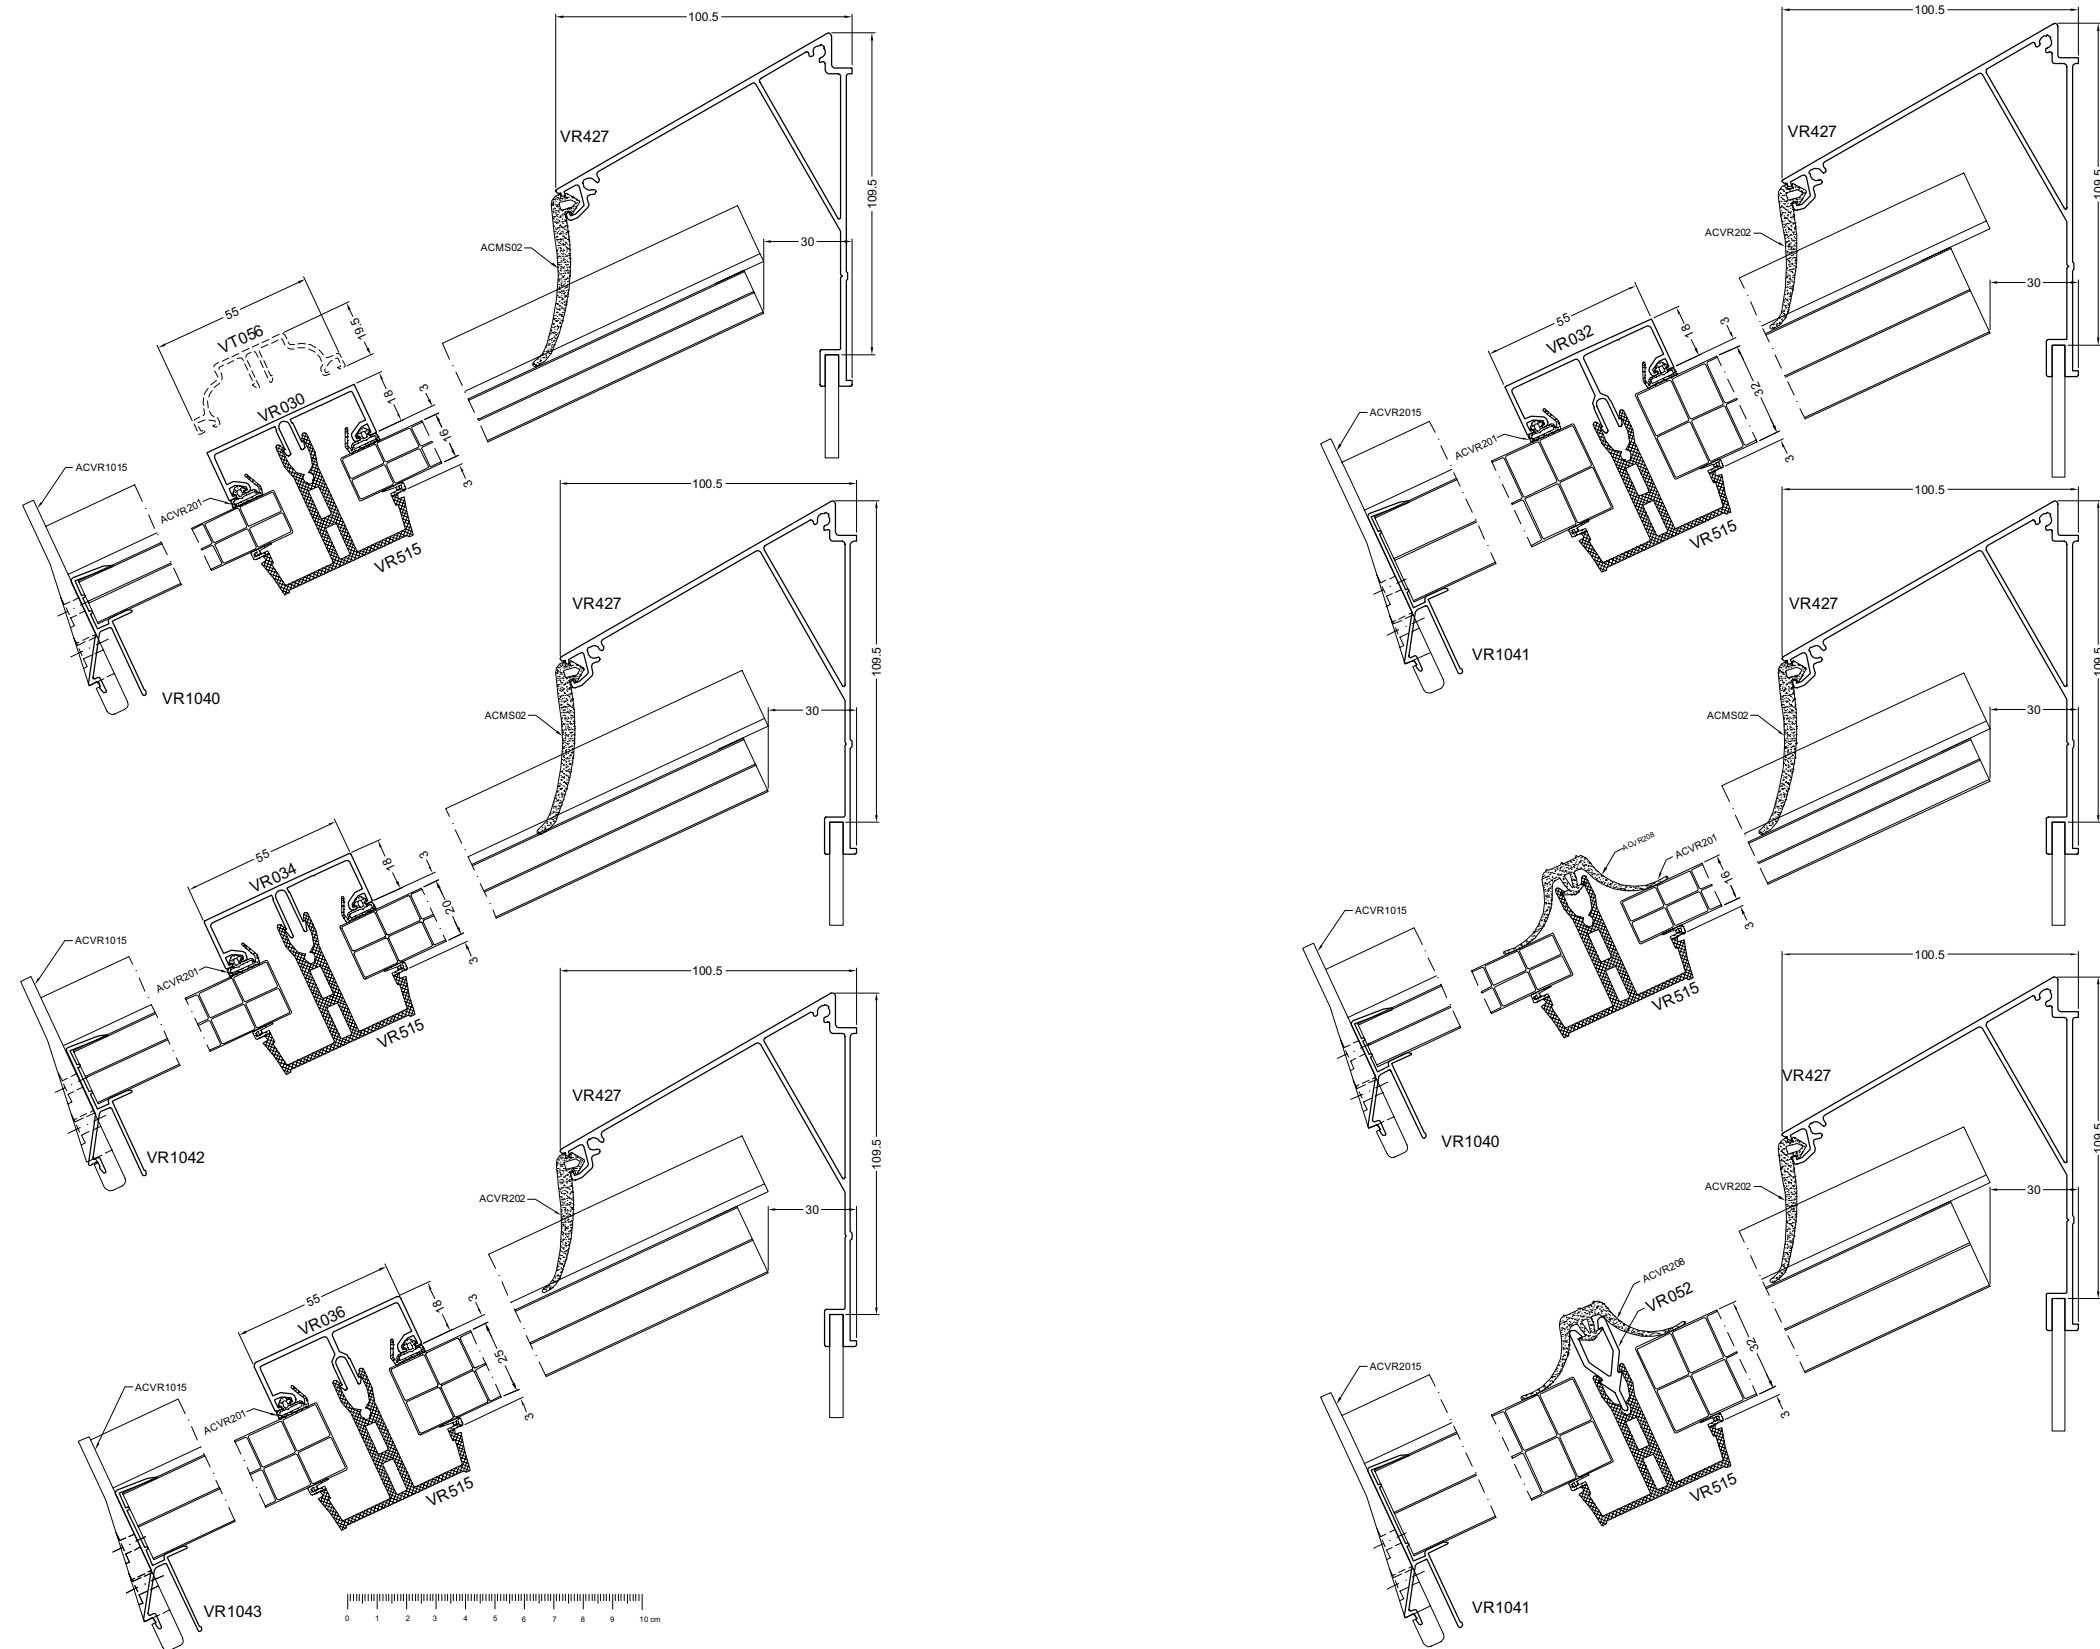 100.5
VR427
109.5
ACMS02
30
55
VT056
19.5
VR030
18
3
16
3
ACVR1015
ACVR201
VR515
VR1040
100.5
VR427
109.5
ACMS02
30
55
VR034
18
3
20
3
ACVR1015
ACVR201
VR515
VR1042
100.5
VR427
109.5
ACVR202
30
55
VR036
18
3
25
3
ACVR1015
ACVR201
VR515
VR1043
0 1 2 3 4 5 6 7 8 9 10 cm
100.5
VR427
109.5
ACVR202
30
55
VR032
18
3
32
3
ACVR2015
ACVR201
VR515
VR1041
100.5
VR427
109.5
ACMS02
30
ACVR208
ACVR201
16
3
ACVR1015
VR515
VR1040
100.5
VR427
109.5
ACVR202
30
ACVR208
VR052
32
3
ACVR2015
VR515
VR1041